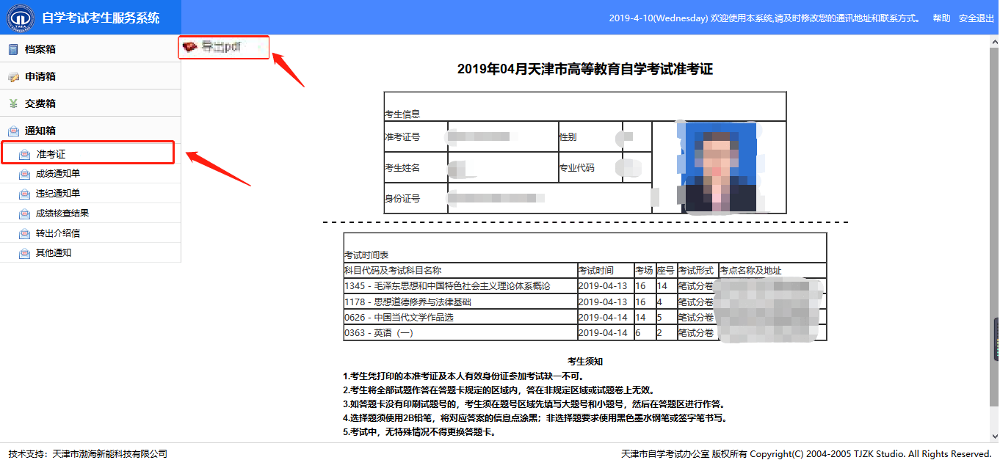 自学考试考生服务系统
2019-4-10(Wednesday) 欢迎使用本系统,请及时修改您的通讯地址和联系方式。 帮助 安全退出
档案箱
申请箱
交费箱
通知箱
准考证
成绩通知单
违纪通知单
成绩核查结果
转出介绍信
其他通知
导出pdf
2019年04月天津市高等教育自学考试准考证
考生信息
准考证号 性别
考生姓名 专业代码
身份证号
考试时间表
科目代码及考试科目名称 考试时间 考场 座号 考试形式 考点名称及地址
1345 - 毛泽东思想和中国特色社会主义理论体系概论 2019-04-13 16 14 笔试分卷
1178 - 思想道德修养与法律基础 2019-04-13 16 4 笔试分卷
0626 - 中国当代文学作品选 2019-04-14 14 5 笔试分卷
0363 - 英语（一） 2019-04-14 6 2 笔试分卷
考生须知
1.考生凭打印的本准考证及本人有效身份证参加考试缺一不可。
2.考生将全部试题作答在答题卡规定的区域内，答在非规定区域或试题卷上无效。
3.如答题卡没有印刷试题号的，考生须在题号区域先填写大题号和小题号，然后在答题区进行作答。
4.选择题须使用2B铅笔，将对应答案的信息点涂黑；非选择题要求使用黑色墨水钢笔或签字笔书写。
5.考试中，无特殊情况不得更换答题卡。
技术支持：天津市渤海新能科技有限公司
天津市自学考试办公室 版权所有 Copyright(C) 2004-2005 TJZK Studio. All Rights Reserved.